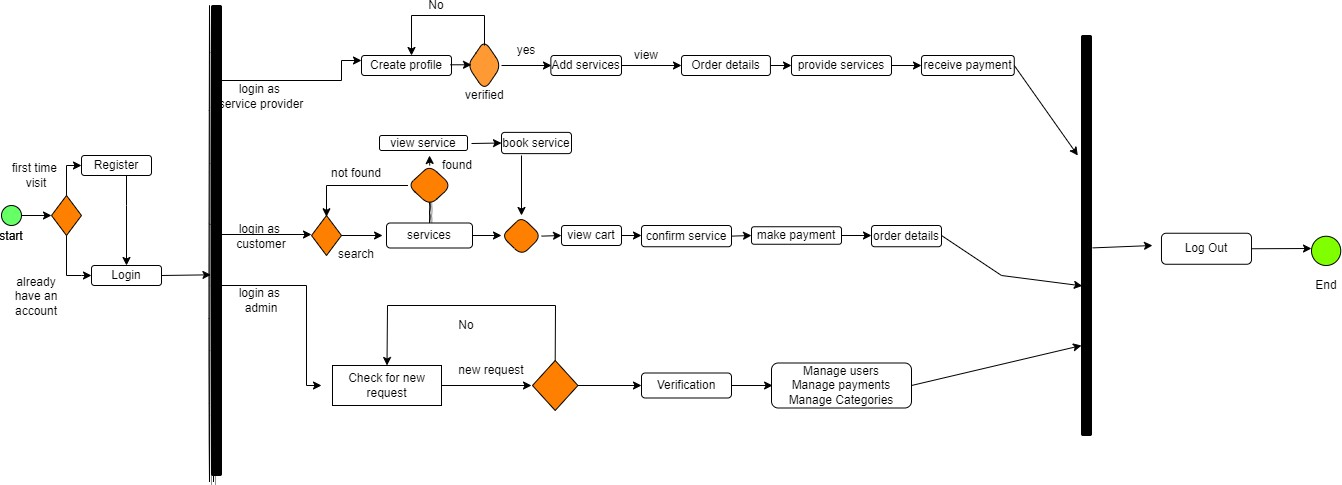 No
Create profile
yes
Add services
view
Order details
provide services
receive payment
verified
login as
service provider
view service
book service
found
not found
first time
visit
Register
start
login as
customer
search
services
view cart
confirm service
make payment
order details
Log Out
End
Login
already
have an
account
login as
admin
No
Check for new
request
new request
Verification
Manage users
Manage payments
Manage Categories